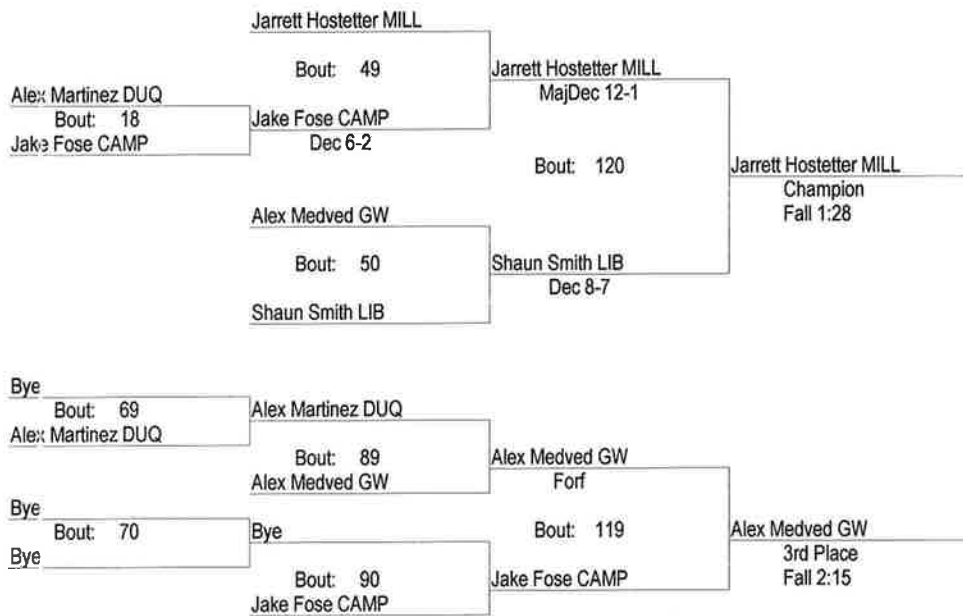 Jarrett Hostetter MILL
Bout: 49
Jarrett Hostetter MILL
MajDec 12-1
Alex Martinez DUQ
Bout: 18
Jake Fose CAMP
Jake Fose CAMP
Dec 6-2
Bout: 120
Jarrett Hostetter MILL
Champion
Fall 1:28
Alex Medved GW
Bout: 50
Shaun Smith LIB
Dec 8-7
Shaun Smith LIB
Bye
Bout: 69
Alex Martinez DUQ
Alex Martinez DUQ
Bout: 89
Alex Medved GW
Alex Medved GW
Forf
Bye
Bout: 70
Bye
Bye
Bout: 119
Alex Medved GW
3rd Place
Fall 2:15
Bout: 90
Jake Fose CAMP
Jake Fose CAMP